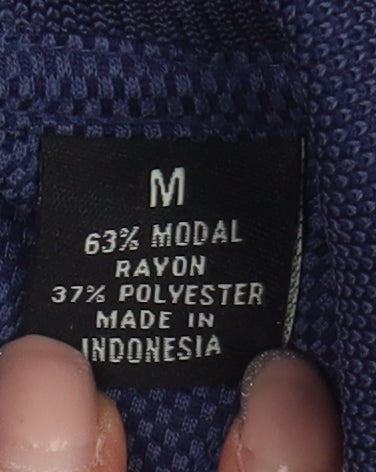 M
63% MODAL
RAYON
37% POLYESTER
MADE IN
INDONESIA